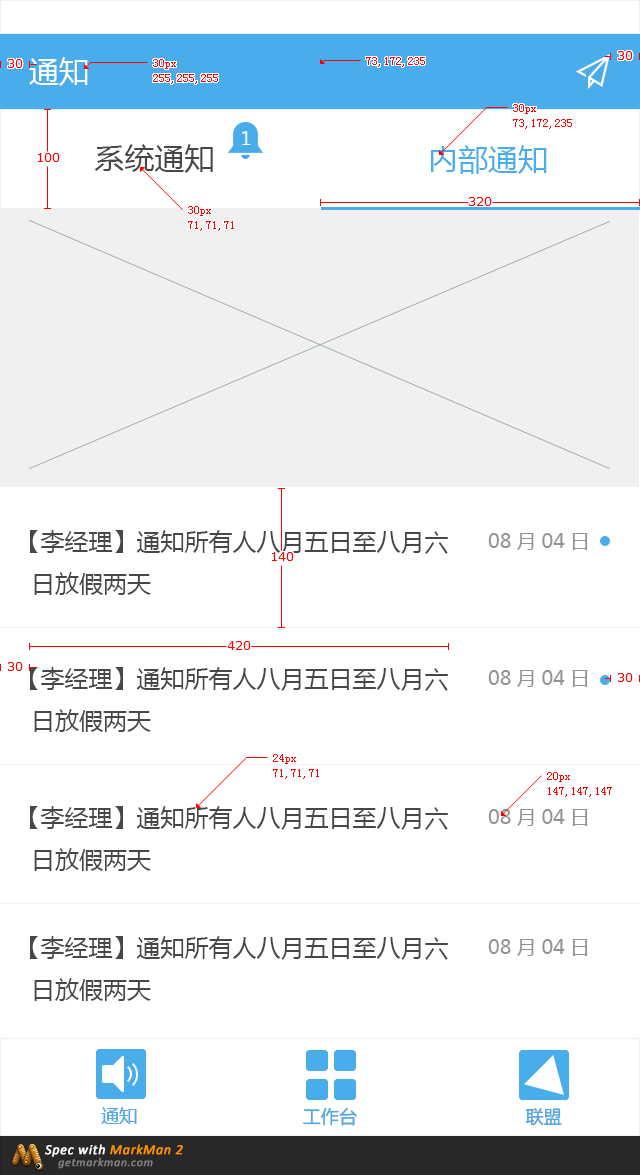 30
通知
30px
255, 255, 255
73, 172, 235
30
100
系统通知
1
30px
73, 172, 235
内部通知
320
30px
71, 71, 71
【李经理】通知所有人八月五日至八月六
日放假两天
08 月 04 日
140
420
30
【李经理】通知所有人八月五日至八月六
日放假两天
08 月 04 日
30
24px
71, 71, 71
20px
147, 147, 147
【李经理】通知所有人八月五日至八月六
日放假两天
08 月 04 日
【李经理】通知所有人八月五日至八月六
日放假两天
08 月 04 日
通知
工作台
联盟
Spec with MarkMan 2
getmarkman.com